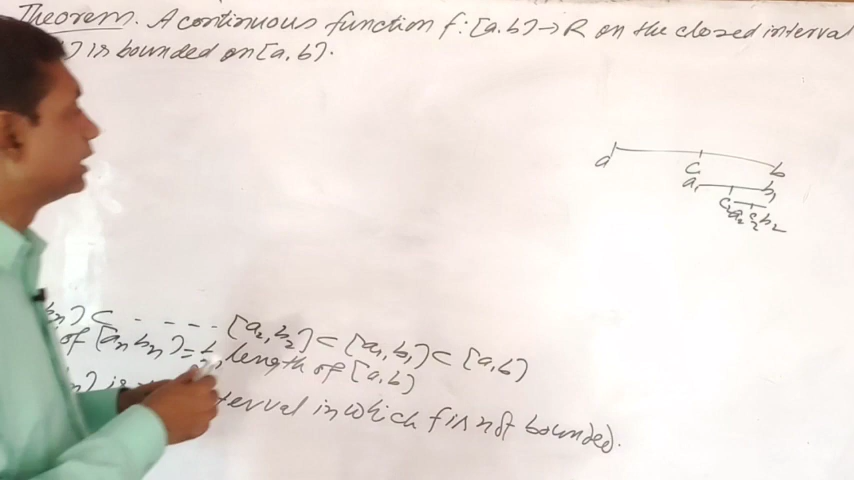 Theorem. A continuous function f: [a,b) → R on the closed interval
) is bounded on [a,b).
a c b
a₁ b₁
c₁ a₂ c₂ b₂
bₙ) ⊂ - - - - - [a₂, b₂] ⊂ [a₁, b₁) ⊂ [a,b)
of [aₙ bₙ) = length of [a,b)
is interval in which f is not bounded.